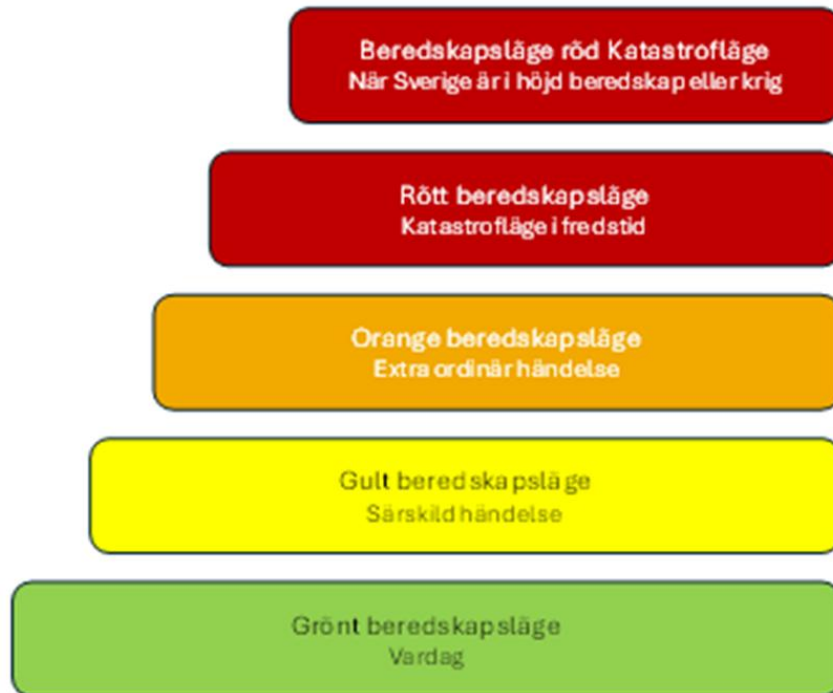 Beredskapsläge röd Katastrofläge
När Sverige är i höjd beredskap eller krig
Rött beredskapsläge
Katastrofläge i fredstid
Orange beredskapsläge
Extra ordinär händelse
Gult beredskapsläge
Särskild händelse
Grönt beredskapsläge
Vardag